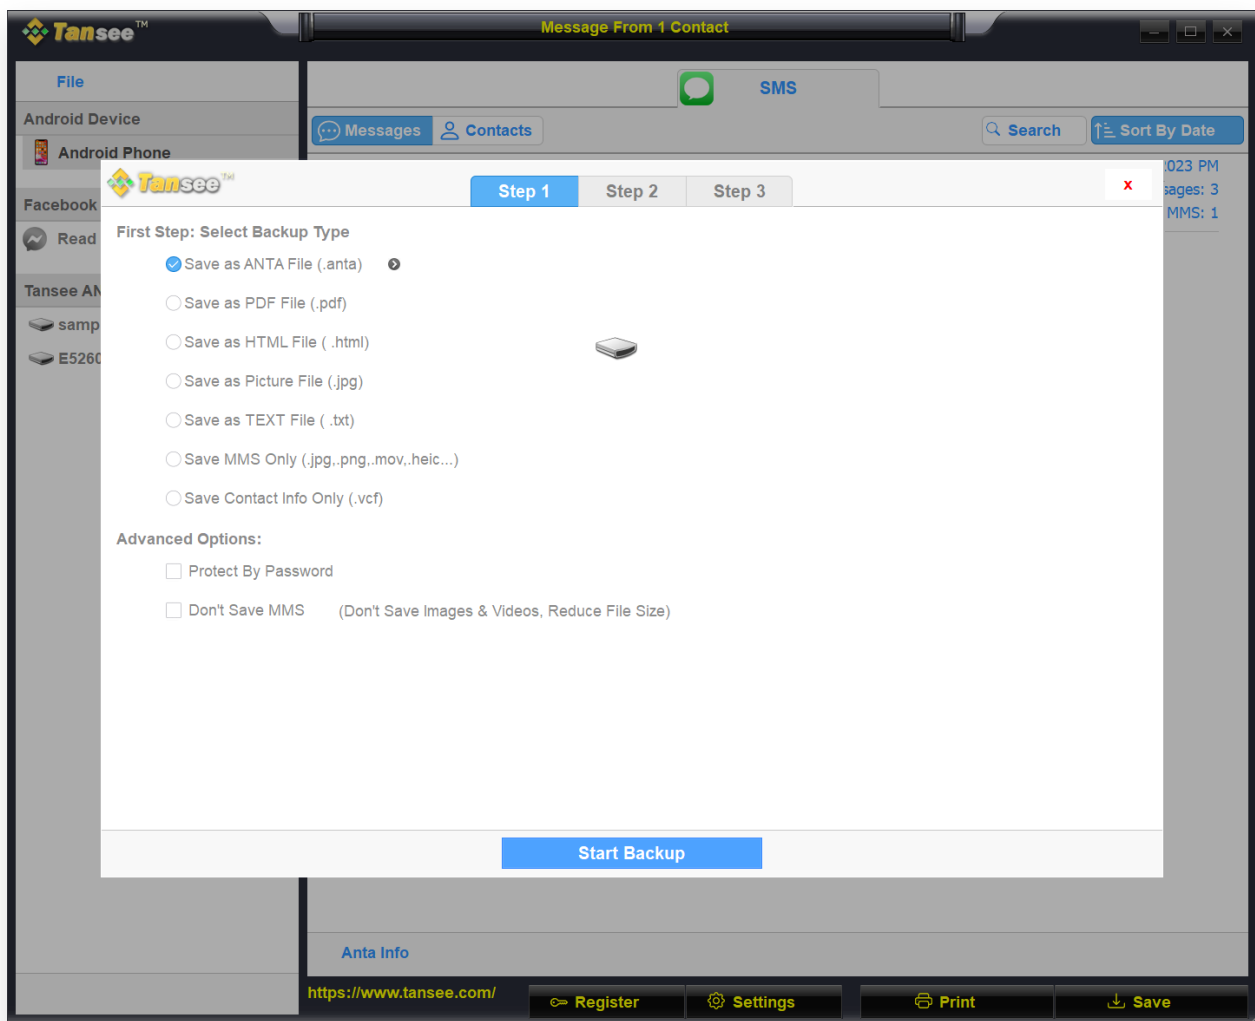 Tansee™
Message From 1 Contact
File
SMS
Android Device
Messages
Contacts
Search
Sort By Date
Android Phone
2023 PM
Tansee™
Step 1
Step 2
Step 3
x
sages: 3
Facebook
MMS: 1
Read
First Step: Select Backup Type
Save as ANTA File (.anta)
Tansee AN
Save as PDF File (.pdf)
samp
Save as HTML File ( .html)
E5260
Save as Picture File (.jpg)
Save as TEXT File ( .txt)
Save MMS Only (.jpg,.png,.mov,.heic...)
Save Contact Info Only (.vcf)
Advanced Options:
Protect By Password
Don't Save MMS (Don't Save Images & Videos, Reduce File Size)
Start Backup
Anta Info
https://www.tansee.com/
Register
Settings
Print
Save